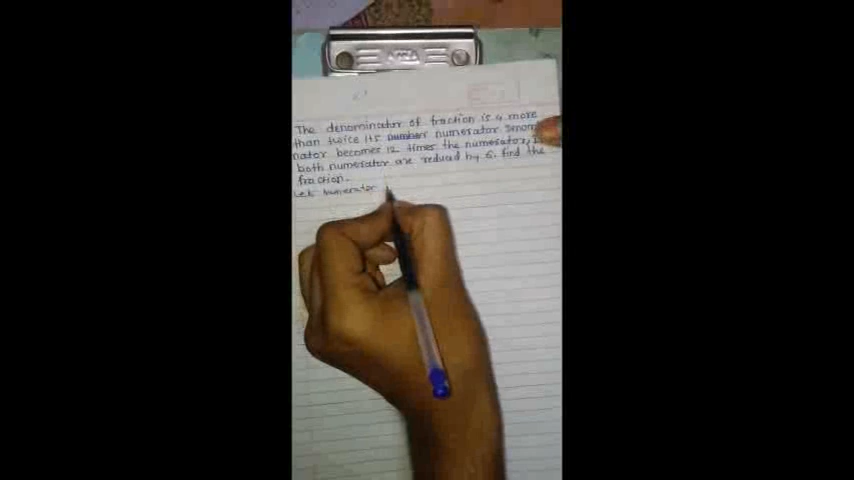 The denominator of fraction is 4 more
than twice its number numerator
nator becomes 12 times the numerator,
both numerator are reduced by 6. find the
fraction.
Let numerator